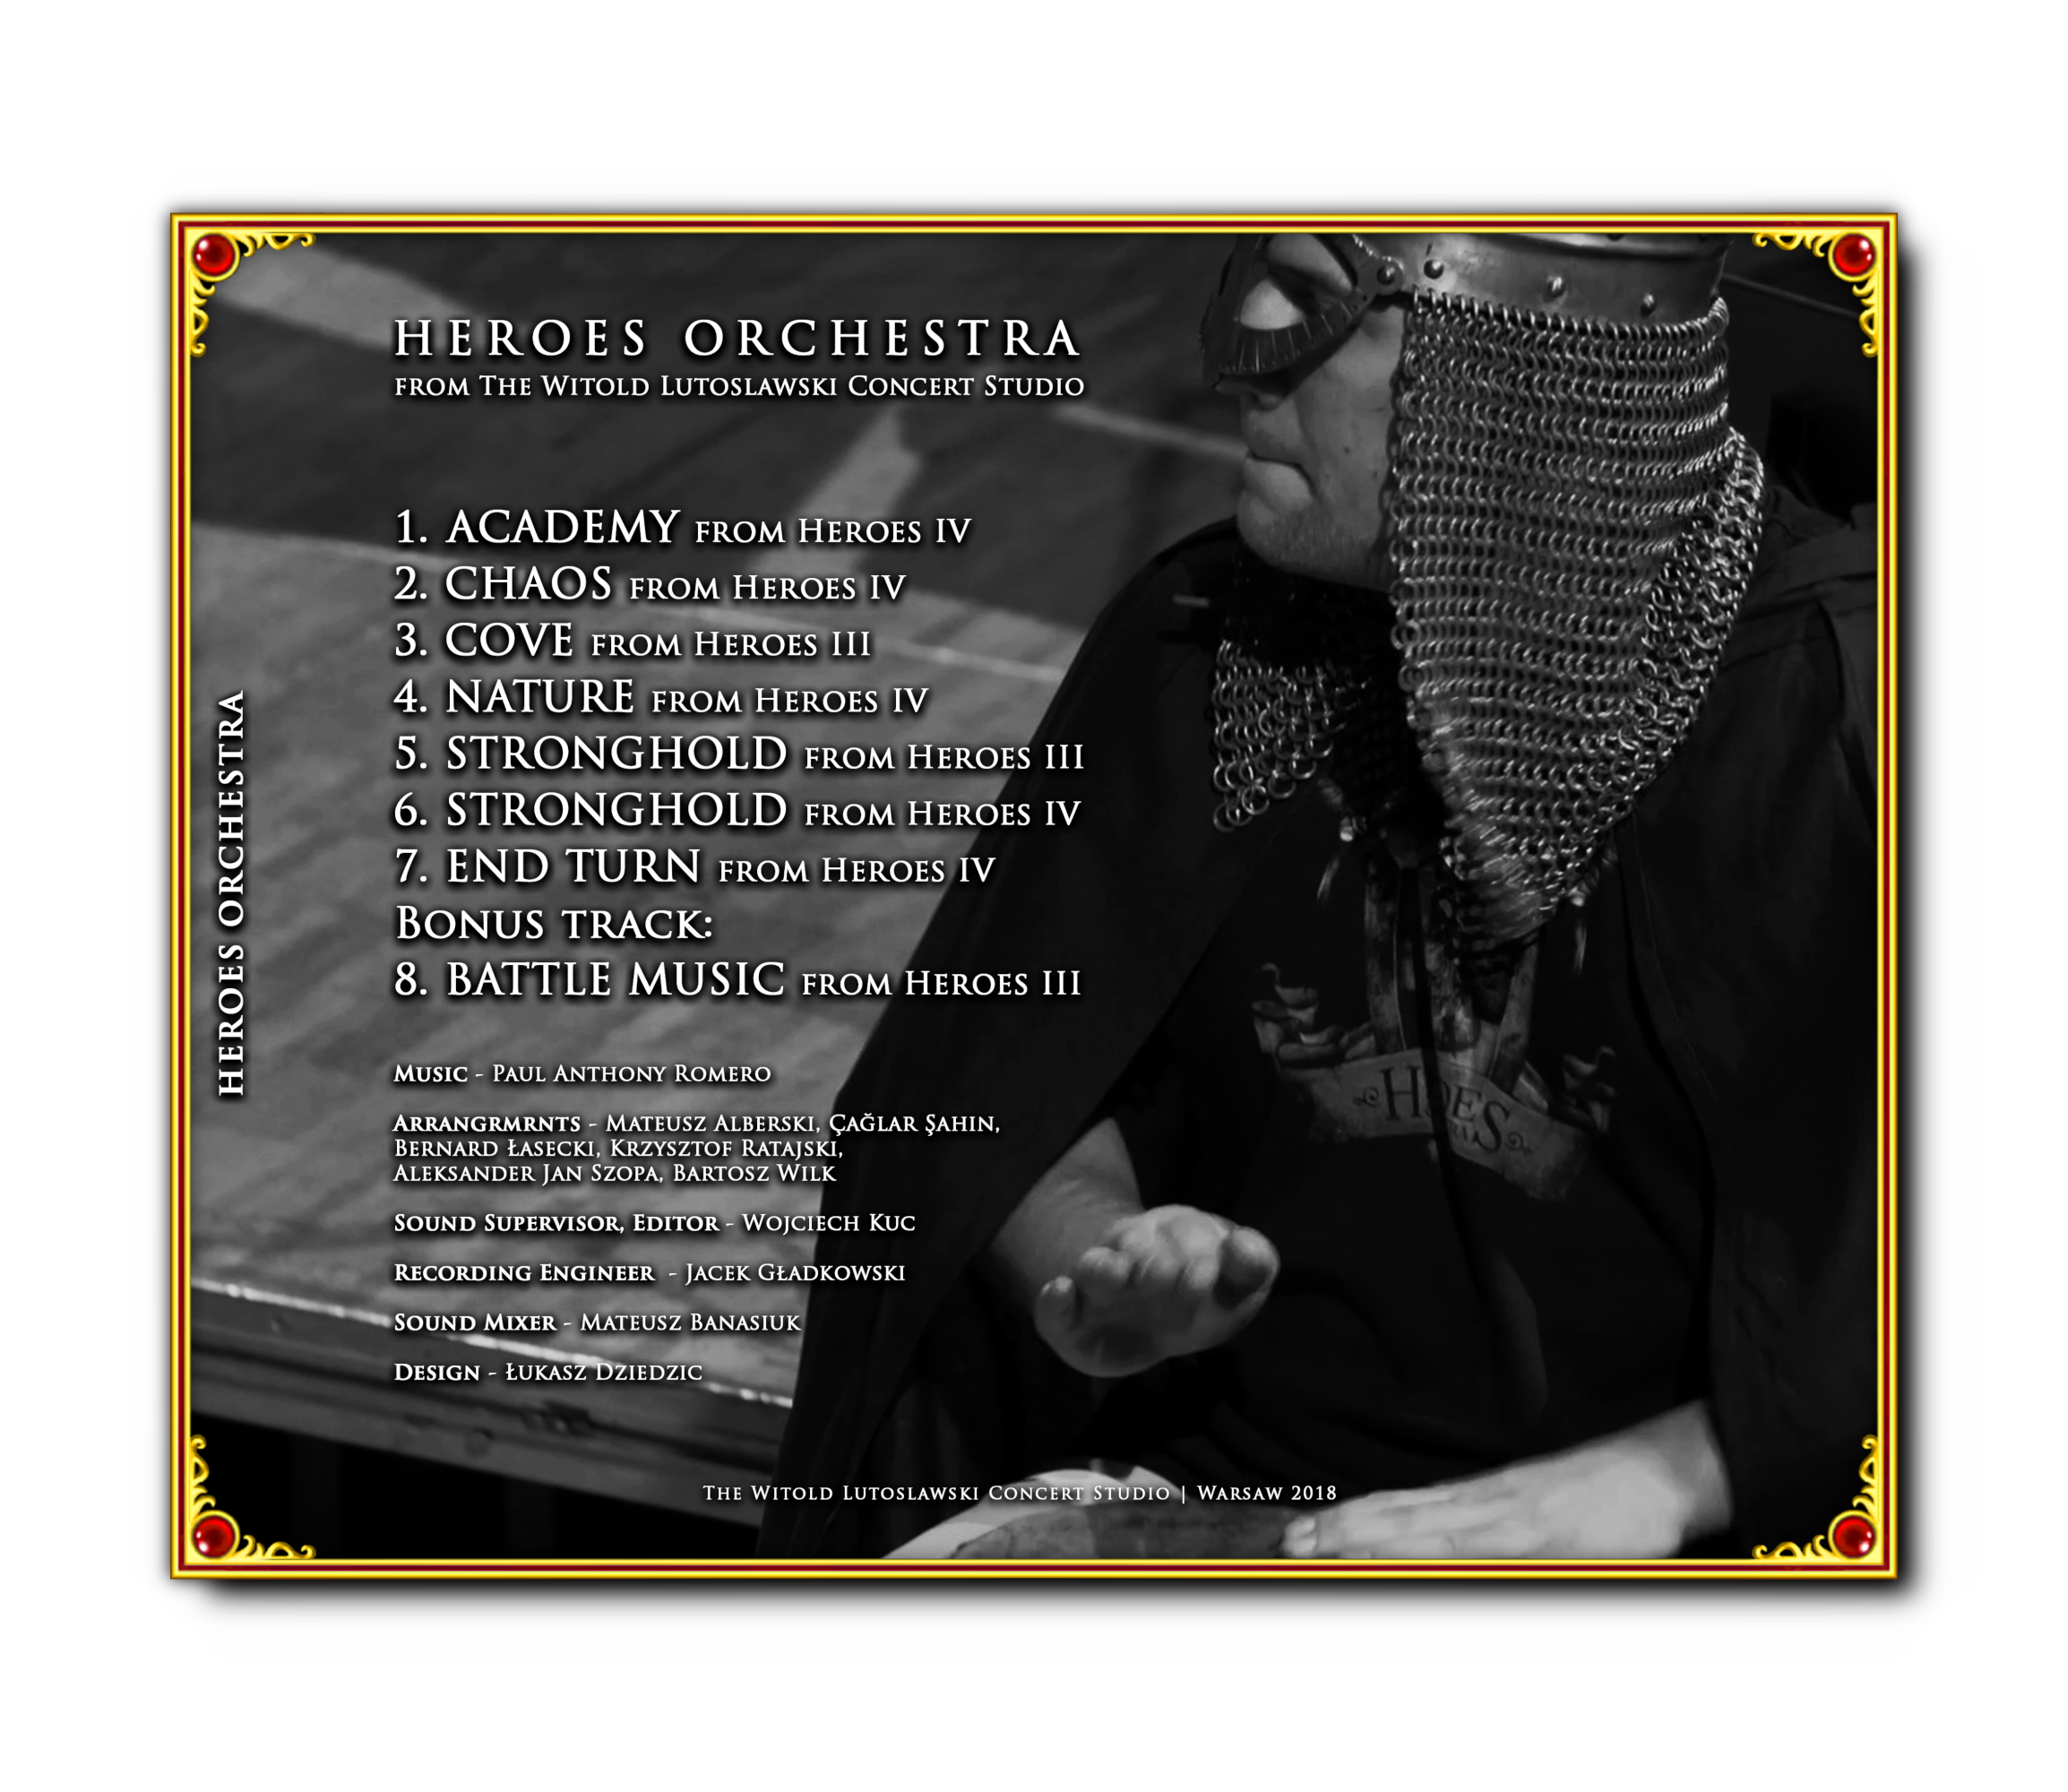 HEROES ORCHESTRA
FROM THE WITOLD LUTOSLAWSKI CONCERT STUDIO
1. ACADEMY FROM HEROES IV
2. CHAOS FROM HEROES IV
3. COVE FROM HEROES III
4. NATURE FROM HEROES IV
5. STRONGHOLD FROM HEROES III
6. STRONGHOLD FROM HEROES IV
7. END TURN FROM HEROES IV
BONUS TRACK:
8. BATTLE MUSIC FROM HEROES III
MUSIC - PAUL ANTHONY ROMERO
ARRANGRMRNTS - MATEUSZ ALBERSKI, ÇAĞLAR ŞAHIN,
BERNARD ŁASECKI, KRZYSZTOF RATAJSKI,
ALEKSANDER JAN SZOPA, BARTOSZ WILK
SOUND SUPERVISOR, EDITOR - WOJCIECH KUC
RECORDING ENGINEER - JACEK GŁADKOWSKI
SOUND MIXER - MATEUSZ BANASIUK
DESIGN - ŁUKASZ DZIEDZIC
THE WITOLD LUTOSLAWSKI CONCERT STUDIO | WARSAW 2018
HEROES ORCHESTRA